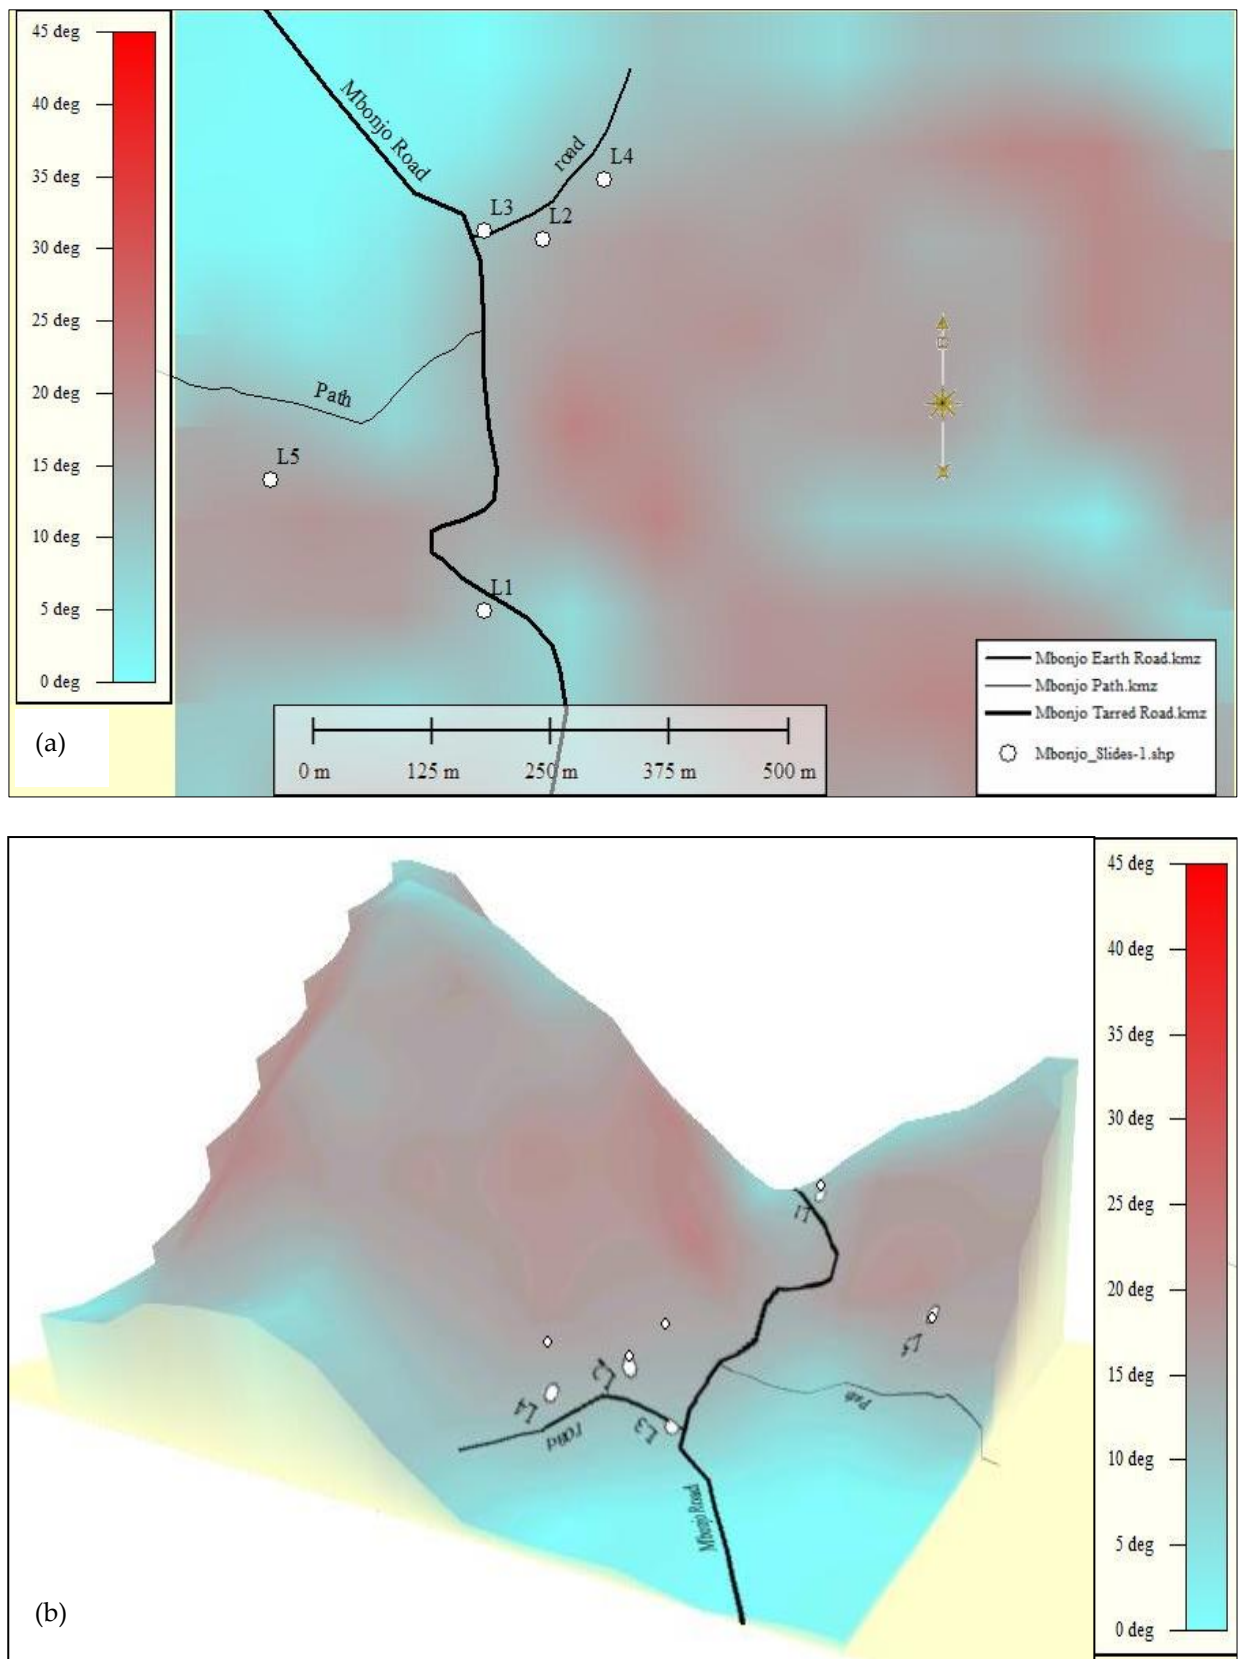 45 deg
40 deg
35 deg
30 deg
25 deg
20 deg
15 deg
10 deg
5 deg
0 deg
(a)
Mbonjo Road
road
L4
L3
L2
Path
L5
L1
0 m 125 m 250 m 375 m 500 m
Mbonjo Earth Road.kmz
Mbonjo Path.kmz
Mbonjo Tarred Road.kmz
Mbonjo_Slides-1.shp
45 deg
40 deg
35 deg
30 deg
25 deg
20 deg
15 deg
10 deg
5 deg
0 deg
L1
L5
L2
L4
L3
road
Path
Mbonjo Road
(b)